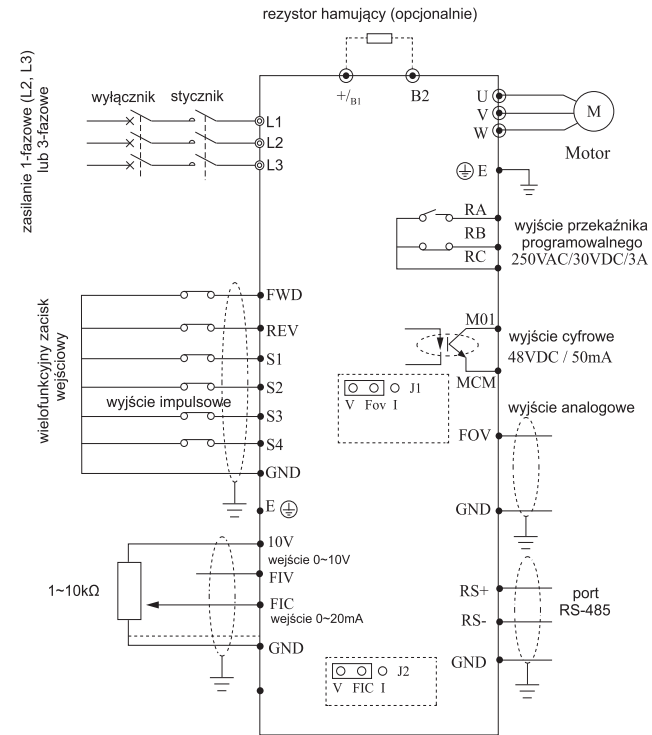 rezystor hamujący (opcjonalnie)
+/B1
B2
zasilanie 1-fazowe (L2, L3)
lub 3-fazowe
wyłącznik
stycznik
L1
L2
L3
U
V
W
M
Motor
E
RA
RB
RC
wyjście przekaźnika
programowalnego
250VAC/30VDC/3A
wielofunkcyjny zacisk
wejściowy
FWD
REV
S1
S2
wyjście impulsowe
S3
S4
GND
E
M01
MCM
wyjście cyfrowe
48VDC / 50mA
J1
V Fov I
wyjście analogowe
FOV
GND
10V
wejście 0~10V
FIV
1~10kΩ
FIC
wejście 0~20mA
GND
RS+
RS-
port
RS-485
GND
J2
V FIC I